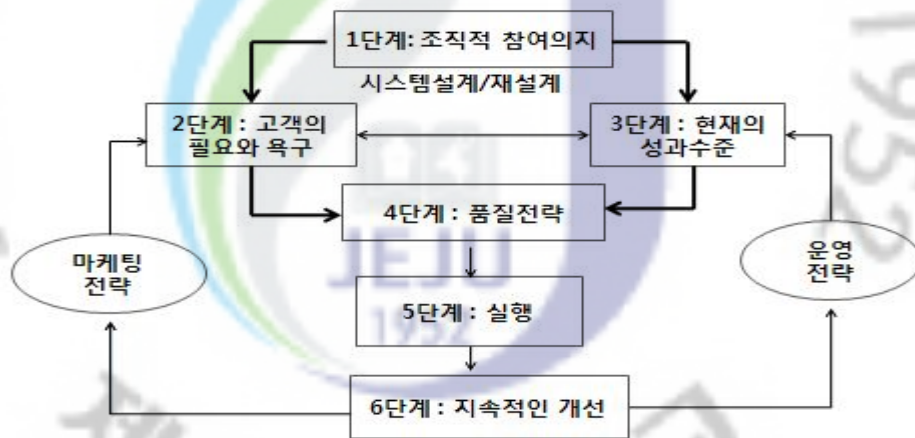 1단계: 조직적 참여의지
시스템설계/재설계
2단계 : 고객의
필요와 욕구
3단계 : 현재의
성과수준
4단계 : 품질전략
마케팅
전략
운영
전략
JEJU
1952
5단계 : 실행
6단계 : 지속적인 개선
1952